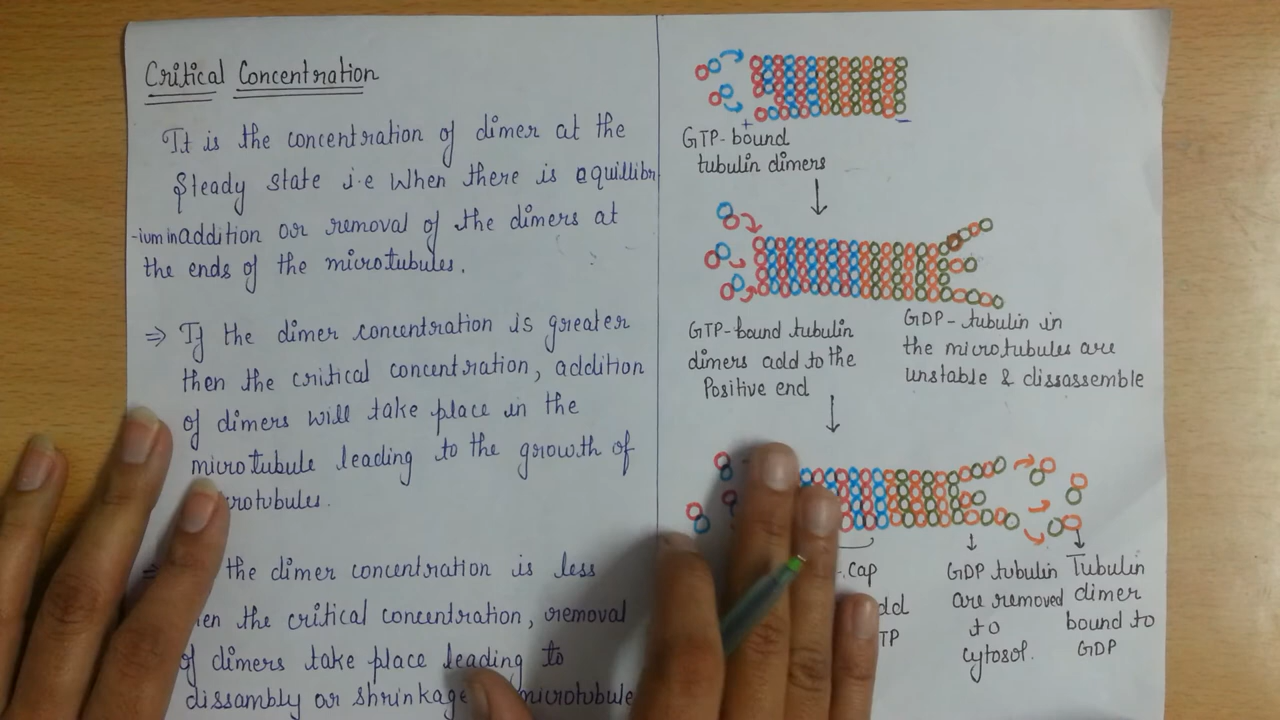 Critical Concentration
It is the concentration of dimer at the
steady state i.e When there is equillibr
-ium in addition or removal of the dimers at
the ends of the microtubules.
⇒ If the dimer concentration is greater
then the critical concentration, addition
of dimers will take place in the
microtubule leading to the growth of
crotubules.
the dimer concentration is less
en the critical concentration, removal
of dimers take place leading to
dissambly or shrinkage microtubule
+
-
GTP-bound
tubulin dimers
GTP-bound tubulin
dimers add to the
Positive end
GDP-tubulin in
the microtubules are
unstable & dissassemble
cap
GDP tubulin
are removed
to
cytosol.
Tubulin
dimer
bound to
GDP